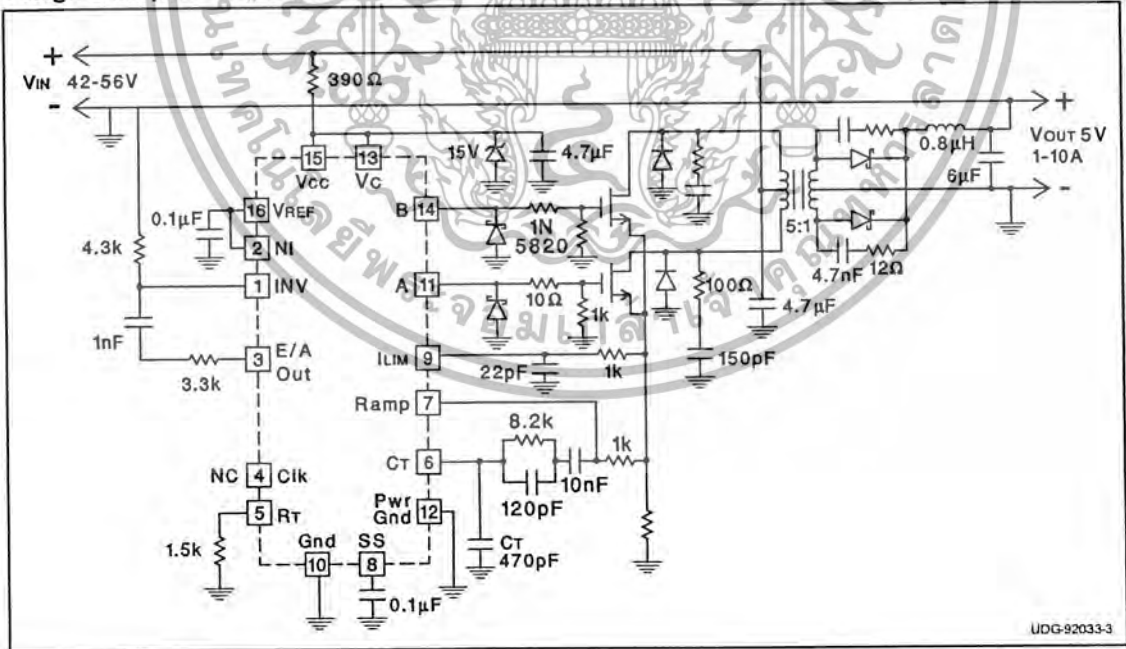 +
VIN 42-56V
-
390Ω
+
VOUT 5V
1-10A
-
0.8µH
6µF
15V
4.7µF
15
Vcc
13
Vc
16 VREF
0.1µF
2 NI
4.3k
1 INV
1nF
3 E/A
Out
3.3k
B 14
1N
5820
A 11
10Ω
1k
ILIM 9
22pF
1k
100Ω
150pF
4.7µF
5:1
4.7nF
12Ω
Ramp 7
8.2k
CT 6
120pF
10nF
1k
NC 4 Clk
5 RT
1.5k
Pwr
Gnd 12
CT
470pF
Gnd
10
SS
8
0.1µF
UDG-92033-3